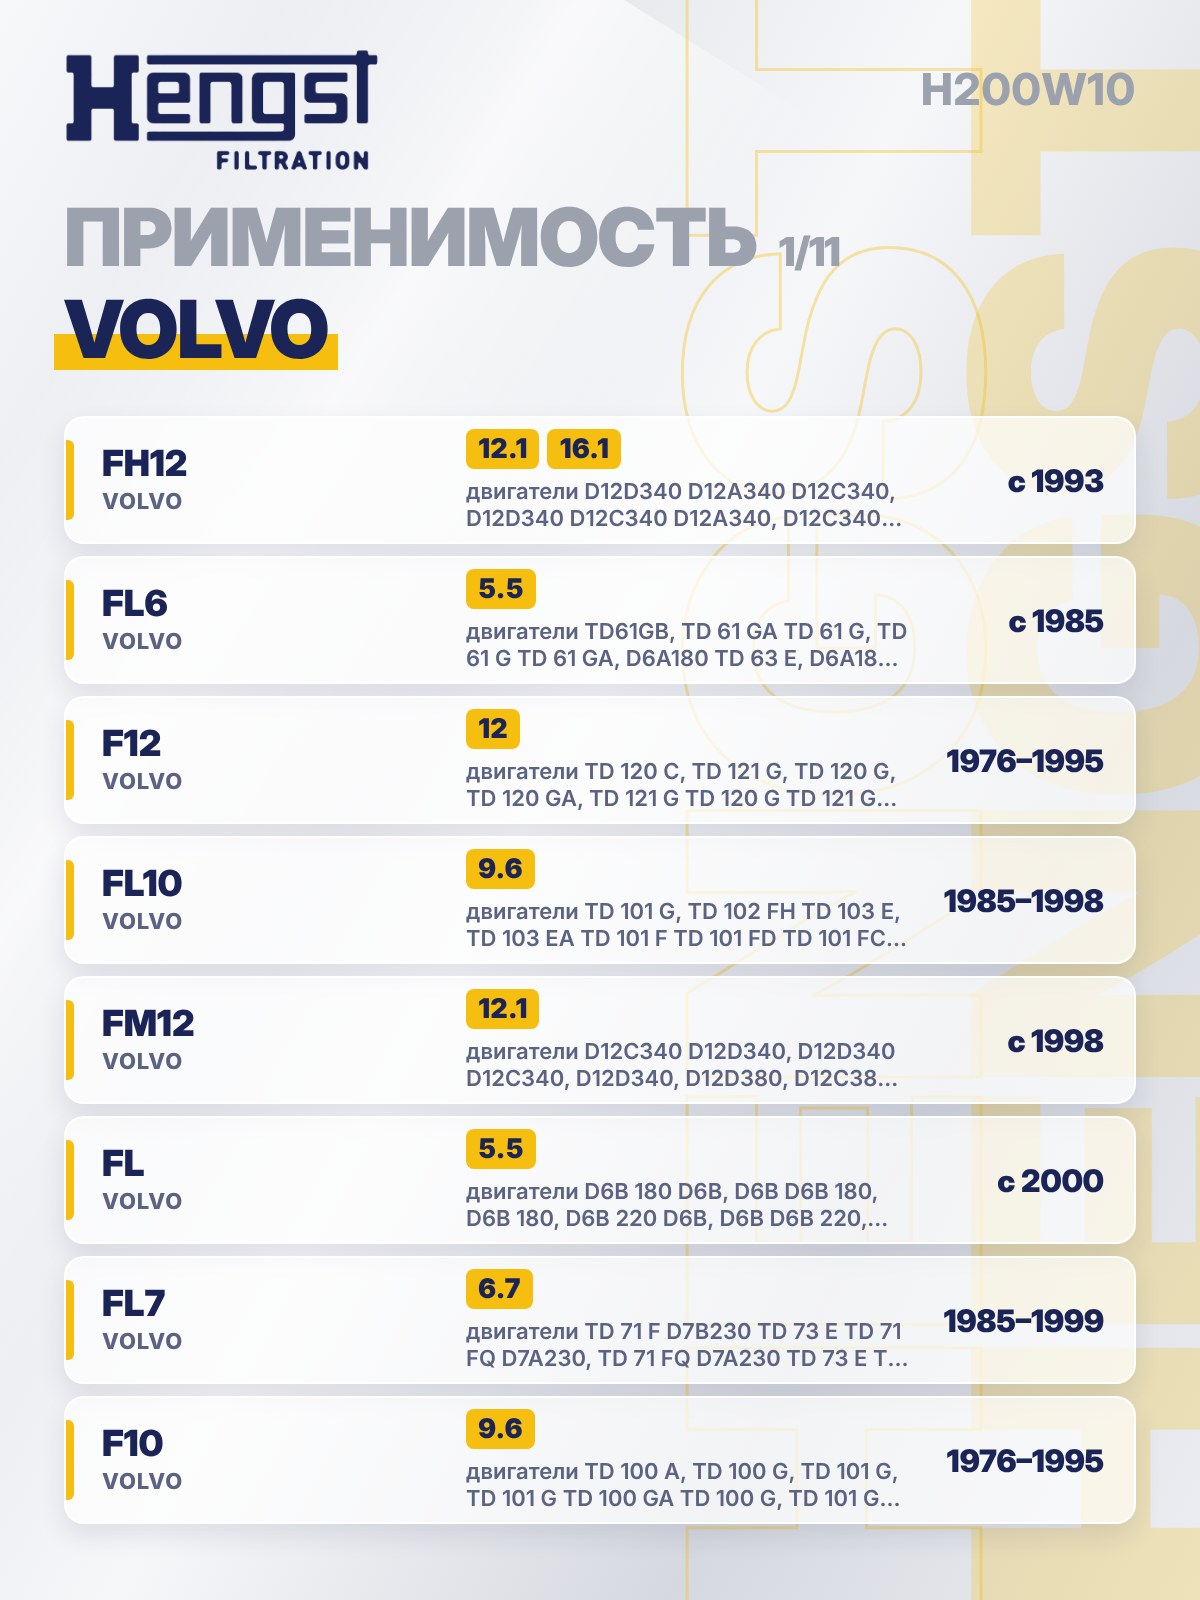 Hengst
FILTRATION
H200W10
ПРИМЕНИМОСТЬ 1/11
VOLVO
FH12
VOLVO
12.1 16.1
двигатели D12D340 D12A340 D12C340,
D12D340 D12C340 D12A340, D12C340...
с 1993
FL6
VOLVO
5.5
двигатели TD61GB, TD 61 GA TD 61 G, TD
61 G TD 61 GA, D6A180 TD 63 E, D6A18...
с 1985
F12
VOLVO
12
двигатели TD 120 C, TD 121 G, TD 120 G,
TD 120 GA, TD 121 G TD 120 G TD 121 G...
1976–1995
FL10
VOLVO
9.6
двигатели TD 101 G, TD 102 FH TD 103 E,
TD 103 EA TD 101 F TD 101 FD TD 101 FC...
1985–1998
FM12
VOLVO
12.1
двигатели D12C340 D12D340, D12D340
D12C340, D12D340, D12D380, D12C38...
с 1998
FL
VOLVO
5.5
двигатели D6B 180 D6B, D6B D6B 180,
D6B 180, D6B 220 D6B, D6B D6B 220,...
с 2000
FL7
VOLVO
6.7
двигатели TD 71 F D7B230 TD 73 E TD 71
FQ D7A230, TD 71 FQ D7A230 TD 73 E T...
1985–1999
F10
VOLVO
9.6
двигатели TD 100 A, TD 100 G, TD 101 G,
TD 101 G TD 100 GA TD 100 G, TD 101 G...
1976–1995
HENGST